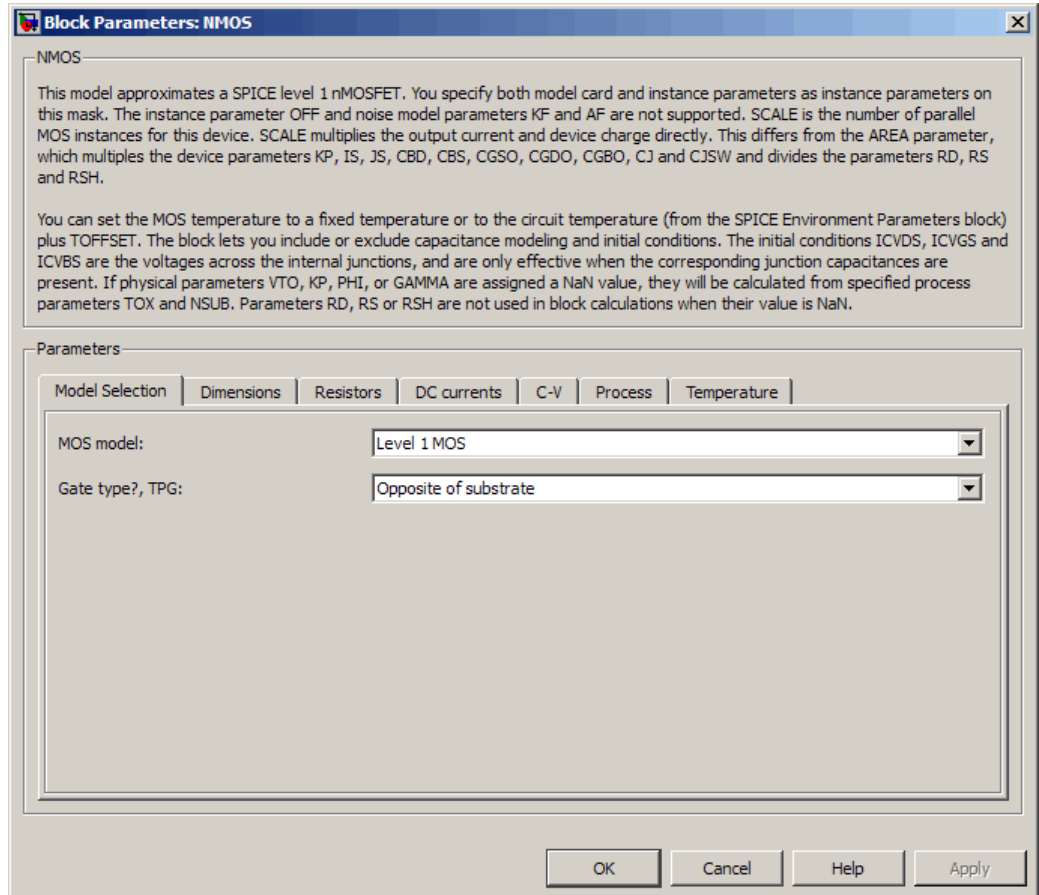 Block Parameters: NMOS
NMOS
This model approximates a SPICE level 1 nMOSFET. You specify both model card and instance parameters as instance parameters on
this mask. The instance parameter OFF and noise model parameters KF and AF are not supported. SCALE is the number of parallel
MOS instances for this device. SCALE multiplies the output current and device charge directly. This differs from the AREA parameter,
which multiples the device parameters KP, IS, JS, CBD, CBS, CGSO, CGDO, CGBO, CJ and CJSW and divides the parameters RD, RS
and RSH.
You can set the MOS temperature to a fixed temperature or to the circuit temperature (from the SPICE Environment Parameters block)
plus TOFFSET. The block lets you include or exclude capacitance modeling and initial conditions. The initial conditions ICVDS, ICVGS and
ICVBS are the voltages across the internal junctions, and are only effective when the corresponding junction capacitances are
present. If physical parameters VTO, KP, PHI, or GAMMA are assigned a NaN value, they will be calculated from specified process
parameters TOX and NSUB. Parameters RD, RS or RSH are not used in block calculations when their value is NaN.
Parameters
Model Selection Dimensions Resistors DC currents C-V Process Temperature
MOS model: Level 1 MOS
Gate type?, TPG: Opposite of substrate
OK Cancel Help Apply